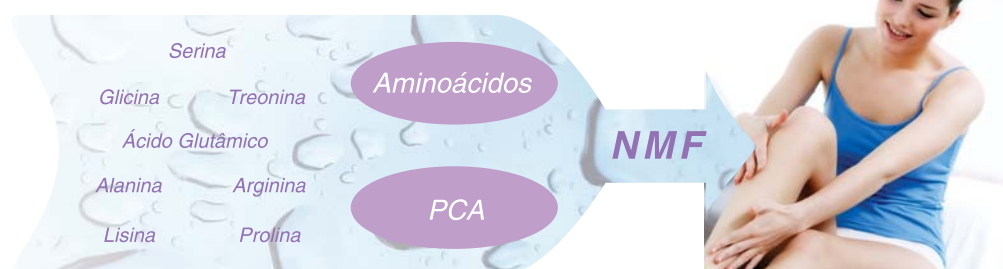 Serina
Glicina Treonina
Ácido Glutâmico
Alanina Arginina
Lisina Prolina
Aminoácidos
PCA
NMF